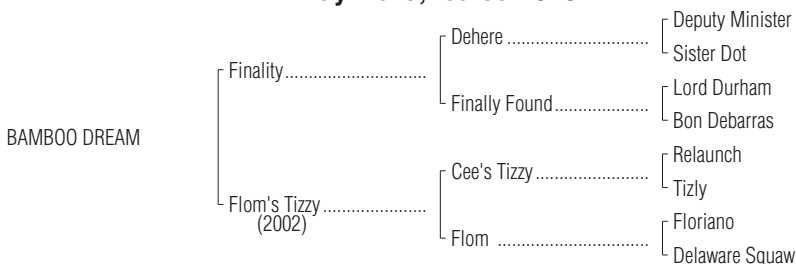 Deputy Minister
Dehere ..............................
Sister Dot
Finality..............................
Lord Durham
Finally Found....................
Bon Debarras
BAMBOO DREAM
Relaunch
Cee's Tizzy ........................
Tizly
Flom's Tizzy ......................
(2002)
Floriano
Flom ................................
Delaware Squaw